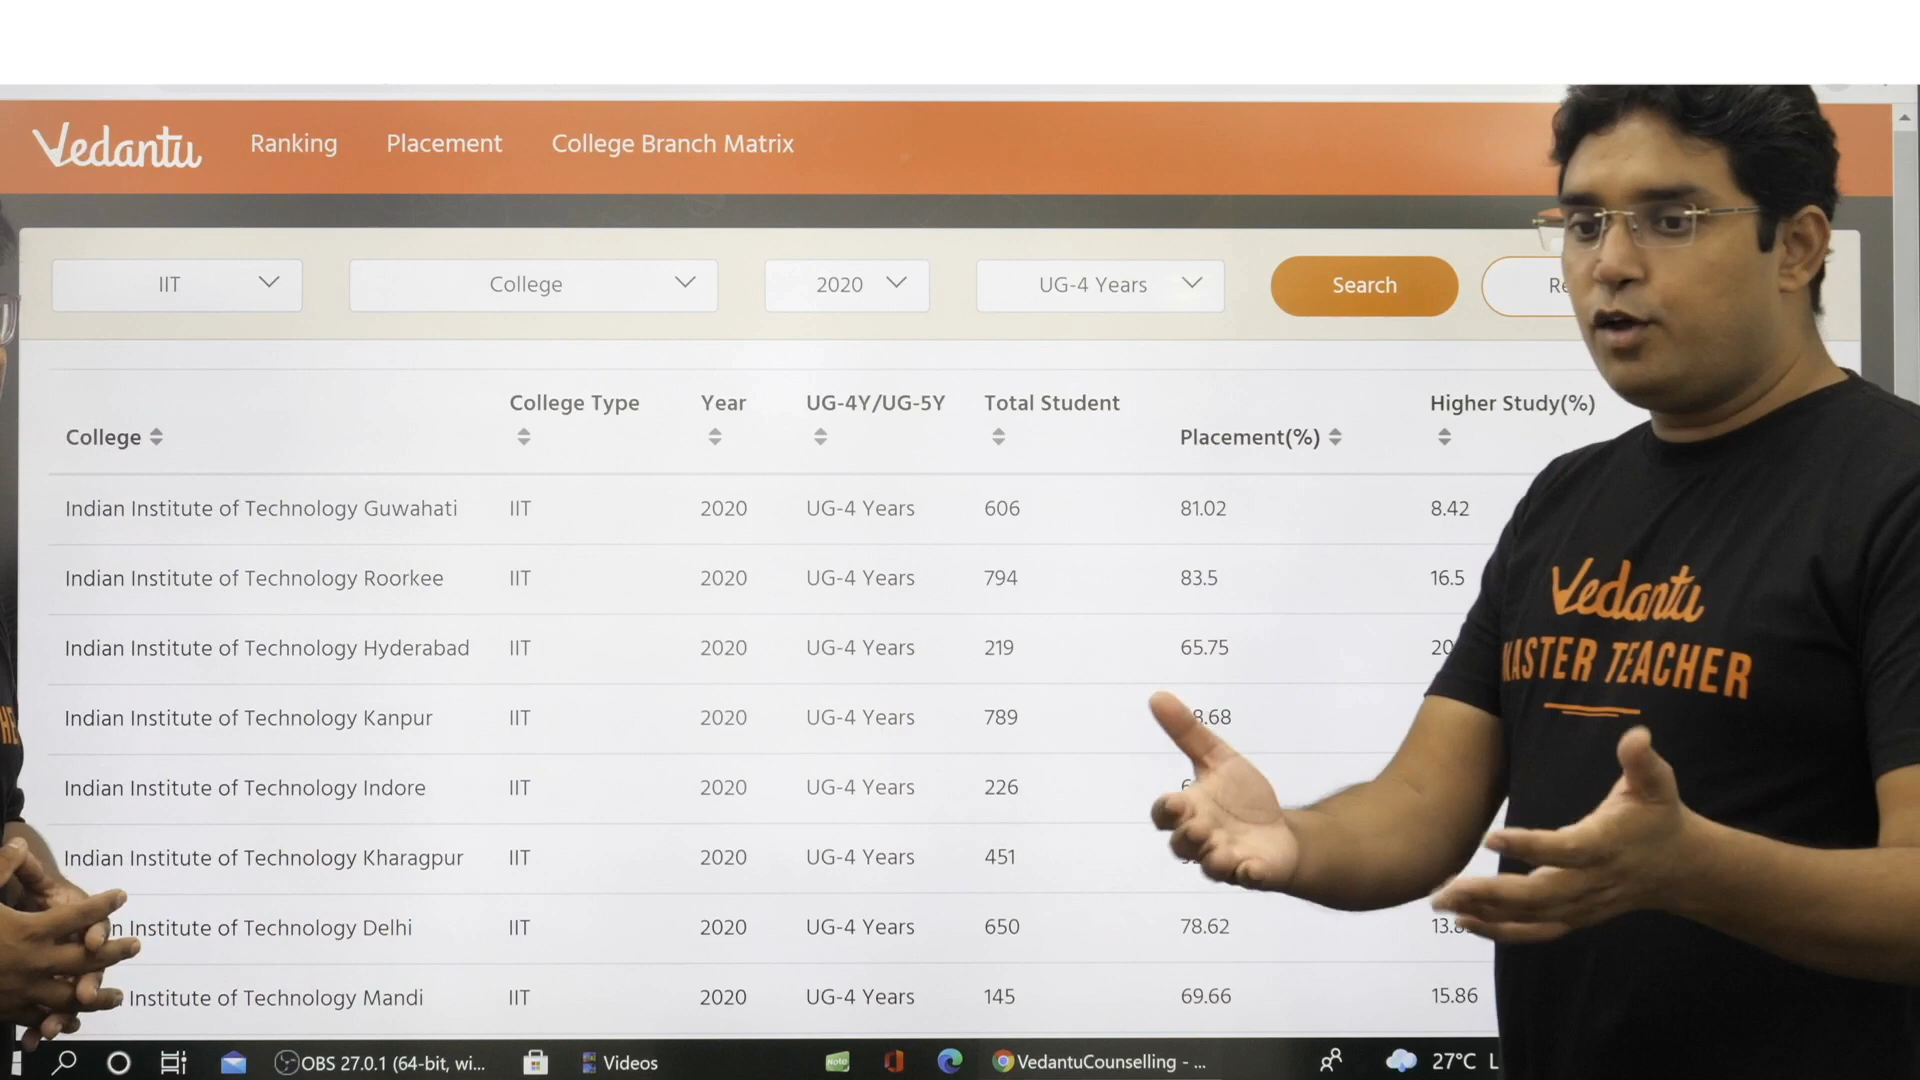 Vedantu Ranking Placement College Branch Matrix
IIT College 2020 UG-4 Years Search
College College Type Year UG-4Y/UG-5Y Total Student Placement(%) Higher Study(%)
Indian Institute of Technology Guwahati IIT 2020 UG-4 Years 606 81.02 8.42
Indian Institute of Technology Roorkee IIT 2020 UG-4 Years 794 83.5 16.5
Indian Institute of Technology Hyderabad IIT 2020 UG-4 Years 219 65.75
Indian Institute of Technology Kanpur IIT 2020 UG-4 Years 789
Indian Institute of Technology Indore IIT 2020 UG-4 Years 226
Indian Institute of Technology Kharagpur IIT 2020 UG-4 Years 451
Institute of Technology Delhi IIT 2020 UG-4 Years 650 78.62
Institute of Technology Mandi IIT 2020 UG-4 Years 145 69.66 15.86
Vedantu
MASTER TEACHER
OBS 27.0.1 (64-bit, wi... Videos VedantuCounselling - ... 27°C